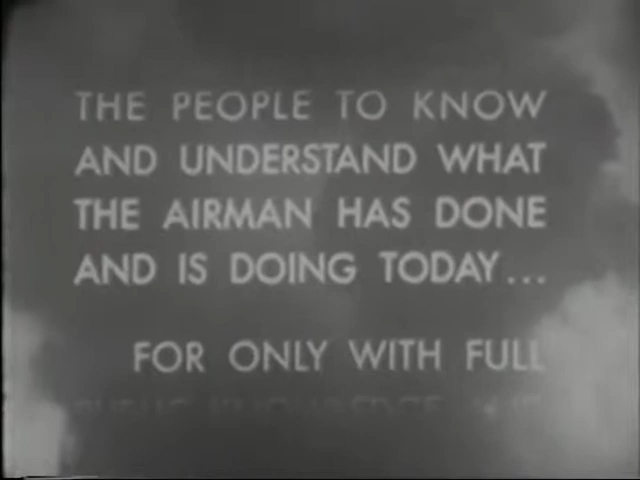 THE PEOPLE TO KNOW
AND UNDERSTAND WHAT
THE AIRMAN HAS DONE
AND IS DOING TODAY...
FOR ONLY WITH FULL